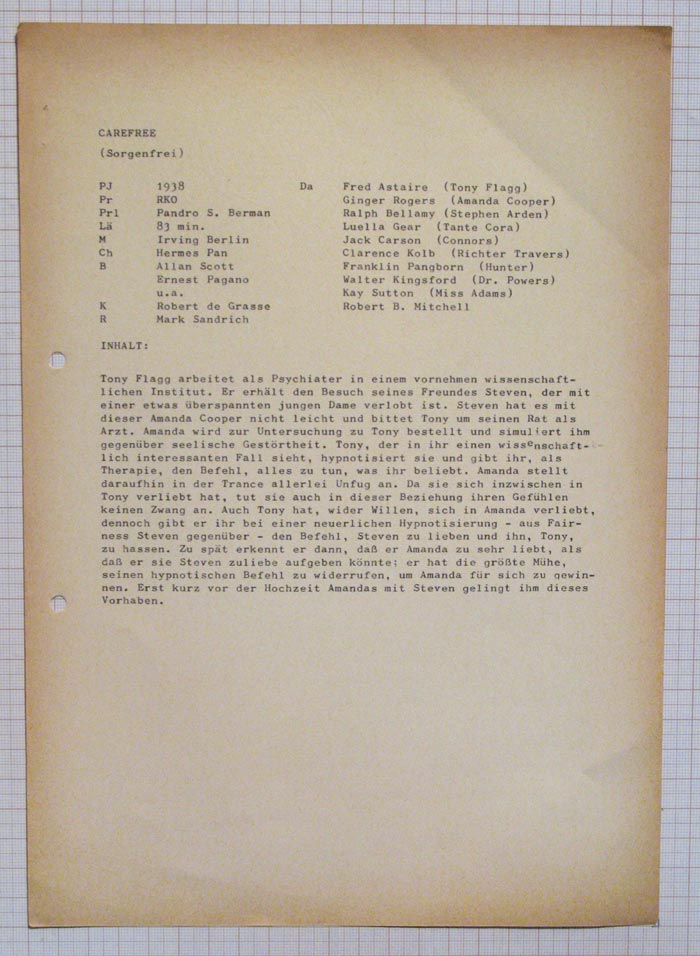 CAREFREE
(Sorgenfrei)
PJ 1938 Da Fred Astaire (Tony Flagg)
Pr RKO Ginger Rogers (Amanda Cooper)
Prl Pandro S. Berman Ralph Bellamy (Stephen Arden)
Lä 83 min. Luella Gear (Tante Cora)
M Irving Berlin Jack Carson (Connors)
Ch Hermes Pan Clarence Kolb (Richter Travers)
B Allan Scott Franklin Pangborn (Hunter)
Ernest Pagano Walter Kingsford (Dr. Powers)
u.a. Kay Sutton (Miss Adams)
K Robert de Grasse Robert B. Mitchell
R Mark Sandrich
INHALT:
Tony Flagg arbeitet als Psychiater in einem vornehmen wissenschaft-
lichen Institut. Er erhält den Besuch seines Freundes Steven, der mit
einer etwas überspannten jungen Dame verlobt ist. Steven hat es mit
dieser Amanda Cooper nicht leicht und bittet Tony um seinen Rat als
Arzt. Amanda wird zur Untersuchung zu Tony bestellt und simuliert ihm
gegenüber seelische Gestörtheit. Tony, der in ihr einen wissenschaft-
lich interessanten Fall sieht, hypnotisiert sie und gibt ihr, als
Therapie, den Befehl, alles zu tun, was ihr beliebt. Amanda stellt
daraufhin in der Trance allerlei Unfug an. Da sie sich inzwischen in
Tony verliebt hat, tut sie auch in dieser Beziehung ihren Gefühlen
keinen Zwang an. Auch Tony hat, wider Willen, sich in Amanda verliebt,
dennoch gibt er ihr bei einer neuerlichen Hypnotisierung - aus Fair-
ness Steven gegenüber - den Befehl, Steven zu lieben und ihn, Tony,
zu hassen. Zu spät erkennt er dann, daß er Amanda zu sehr liebt, als
daß er sie Steven zuliebe aufgeben könnte; er hat die größte Mühe,
seinen hypnotischen Befehl zu widerrufen, um Amanda für sich zu gewin-
nen. Erst kurz vor der Hochzeit Amandas mit Steven gelingt ihm dieses
Vorhaben.